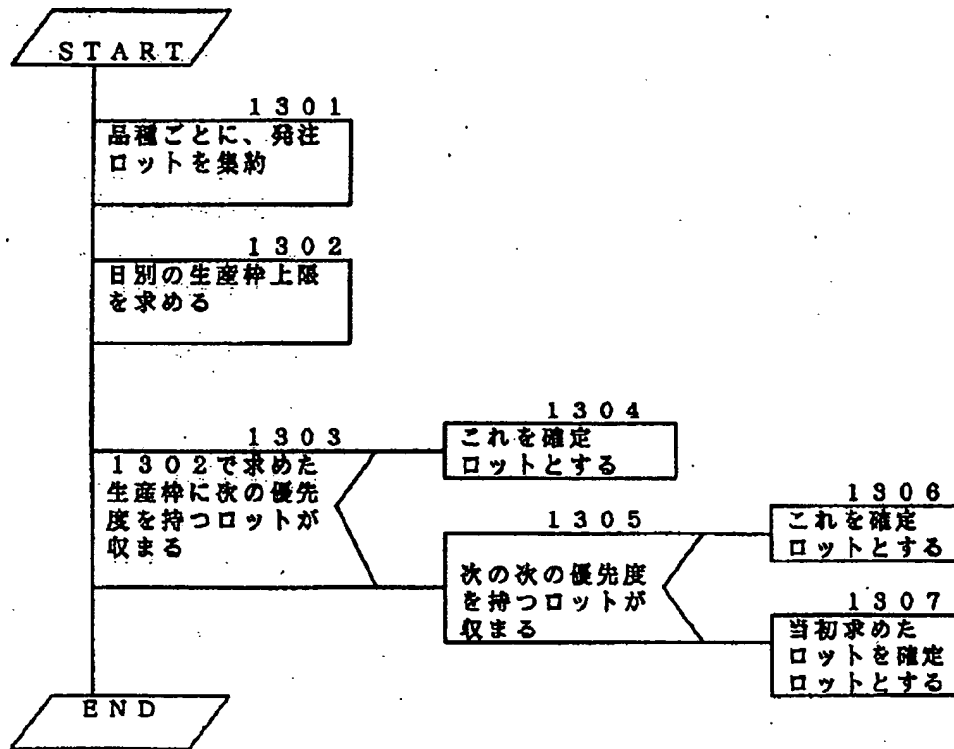 START
1301
品種ごとに、発注
ロットを集約
1302
日別の生産枠上限
を求める
1303
1302で求めた
生産枠に次の優先
度を持つロットが
収まる
1304
これを確定
ロットとする
1305
次の次の優先度
を持つロットが
収まる
1306
これを確定
ロットとする
1307
当初求めた
ロットを確定
ロットとする
END